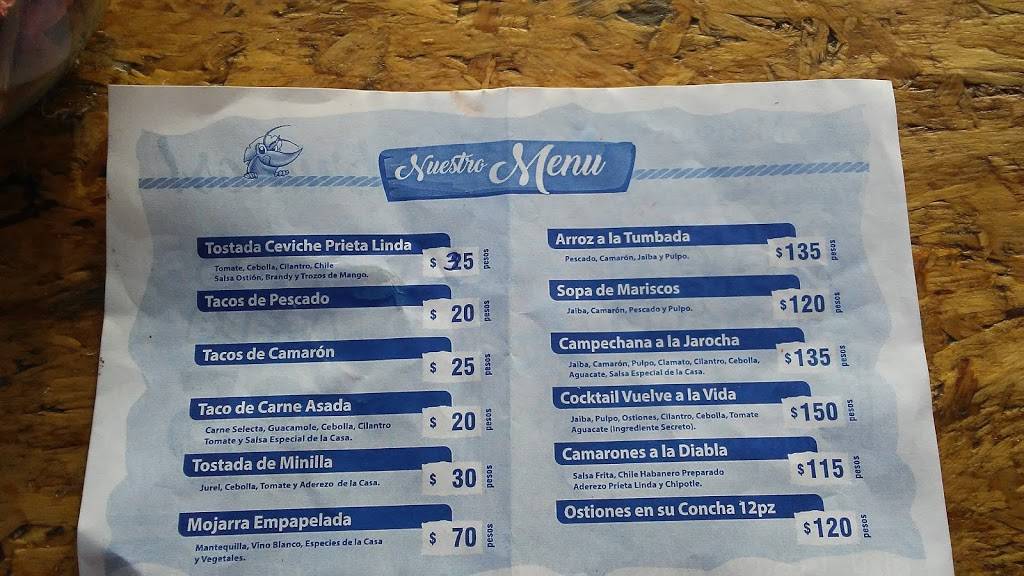 Nuestro Menu
Tostada Ceviche Prieta Linda
Tomate, Cebolla, Cilantro, Chile
Salsa Ostión, Brandy y Trozos de Mango.
$ 35 pesos
Tacos de Pescado
$ 20 pesos
Tacos de Camarón
$ 25 pesos
Taco de Carne Asada
Carne Selecta, Guacamole, Cebolla, Cilantro
Tomate y Salsa Especial de la Casa.
$ 20 pesos
Tostada de Minilla
Jurel, Cebolla, Tomate y Aderezo de la Casa.
$ 30 pesos
Mojarra Empapelada
Mantequilla, Vino Blanco, Especies de la Casa
y Vegetales.
$ 70 pesos
Arroz a la Tumbada
Pescado, Camarón, Jaiba y Pulpo.
$135 pesos
Sopa de Mariscos
Jaiba, Camarón, Pescado y Pulpo.
$120 pesos
Campechana a la Jarocha
Jaiba, Camarón, Pulpo, Clamato, Cilantro, Cebolla,
Aguacate, Salsa Especial de la Casa.
$135 pesos
Cocktail Vuelve a la Vida
Jaiba, Pulpo, Ostiones, Cilantro, Cebolla, Tomate
Aguacate (Ingrediente Secreto).
$150 pesos
Camarones a la Diabla
Salsa Frita, Chile Habanero Preparado
Aderezo Prieta Linda y Chipotle.
$115 pesos
Ostiones en su Concha 12pz
$120 pesos